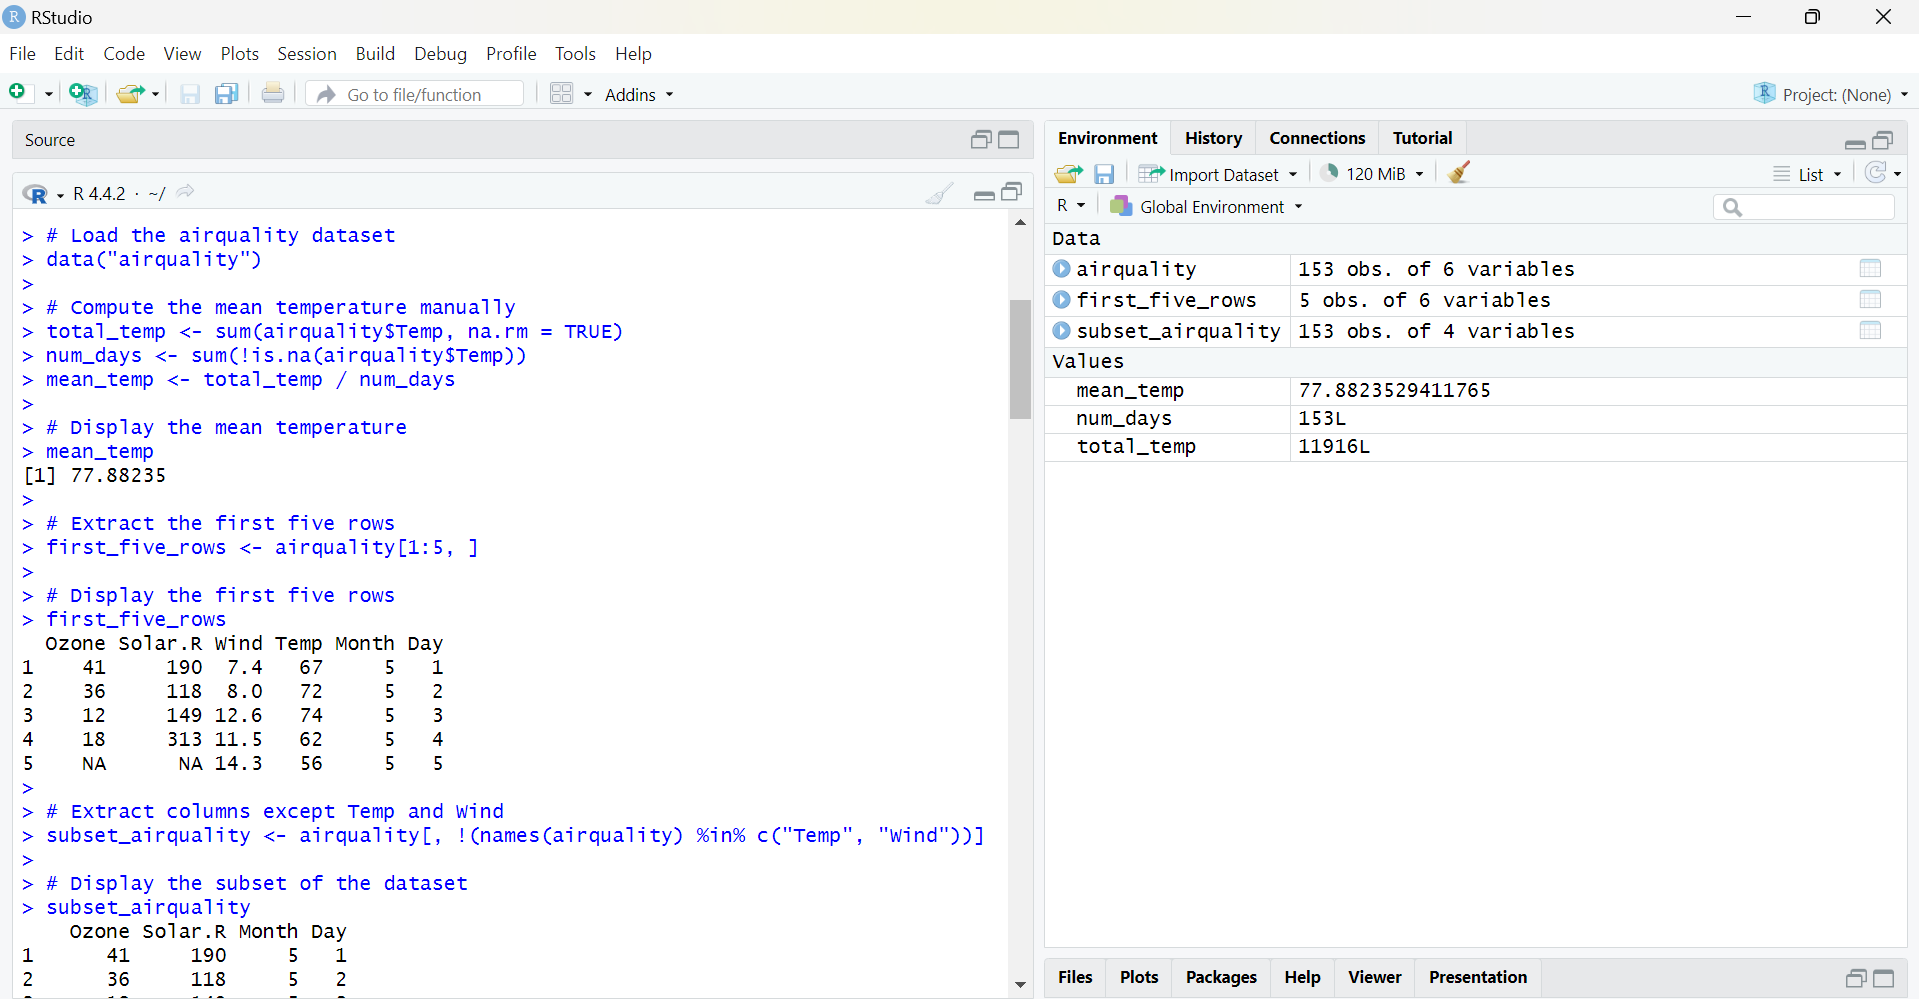 RStudio
File Edit Code View Plots Session Build Debug Profile Tools Help
Go to file/function Addins Project: (None)
Source
R 4.4.2 · ~/
> # Load the airquality dataset
> data("airquality")
>
> # Compute the mean temperature manually
> total_temp <- sum(airquality$Temp, na.rm = TRUE)
> num_days <- sum(!is.na(airquality$Temp))
> mean_temp <- total_temp / num_days
>
> # Display the mean temperature
> mean_temp
[1] 77.88235
>
> # Extract the first five rows
> first_five_rows <- airquality[1:5, ]
>
> # Display the first five rows
> first_five_rows
  Ozone Solar.R Wind Temp Month Day
1    41     190  7.4   67     5   1
2    36     118  8.0   72     5   2
3    12     149 12.6   74     5   3
4    18     313 11.5   62     5   4
5    NA      NA 14.3   56     5   5
>
> # Extract columns except Temp and Wind
> subset_airquality <- airquality[, !(names(airquality) %in% c("Temp", "Wind"))]
>
> # Display the subset of the dataset
> subset_airquality
    Ozone Solar.R Month Day
1      41     190     5   1
2      36     118     5   2
Environment History Connections Tutorial
Import Dataset 120 MiB List
R Global Environment
Data
airquality 153 obs. of 6 variables
first_five_rows 5 obs. of 6 variables
subset_airquality 153 obs. of 4 variables
Values
mean_temp 77.8823529411765
num_days 153L
total_temp 11916L
Files Plots Packages Help Viewer Presentation